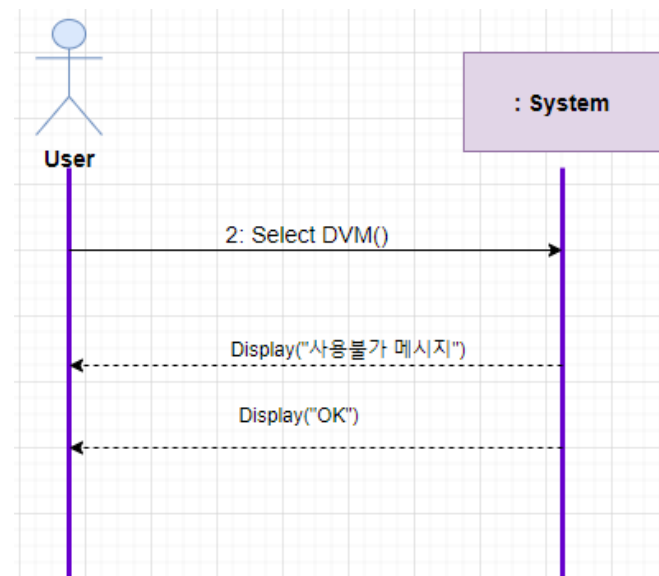 : System
User
2: Select DVM()
Display("사용불가 메시지")
Display("OK")